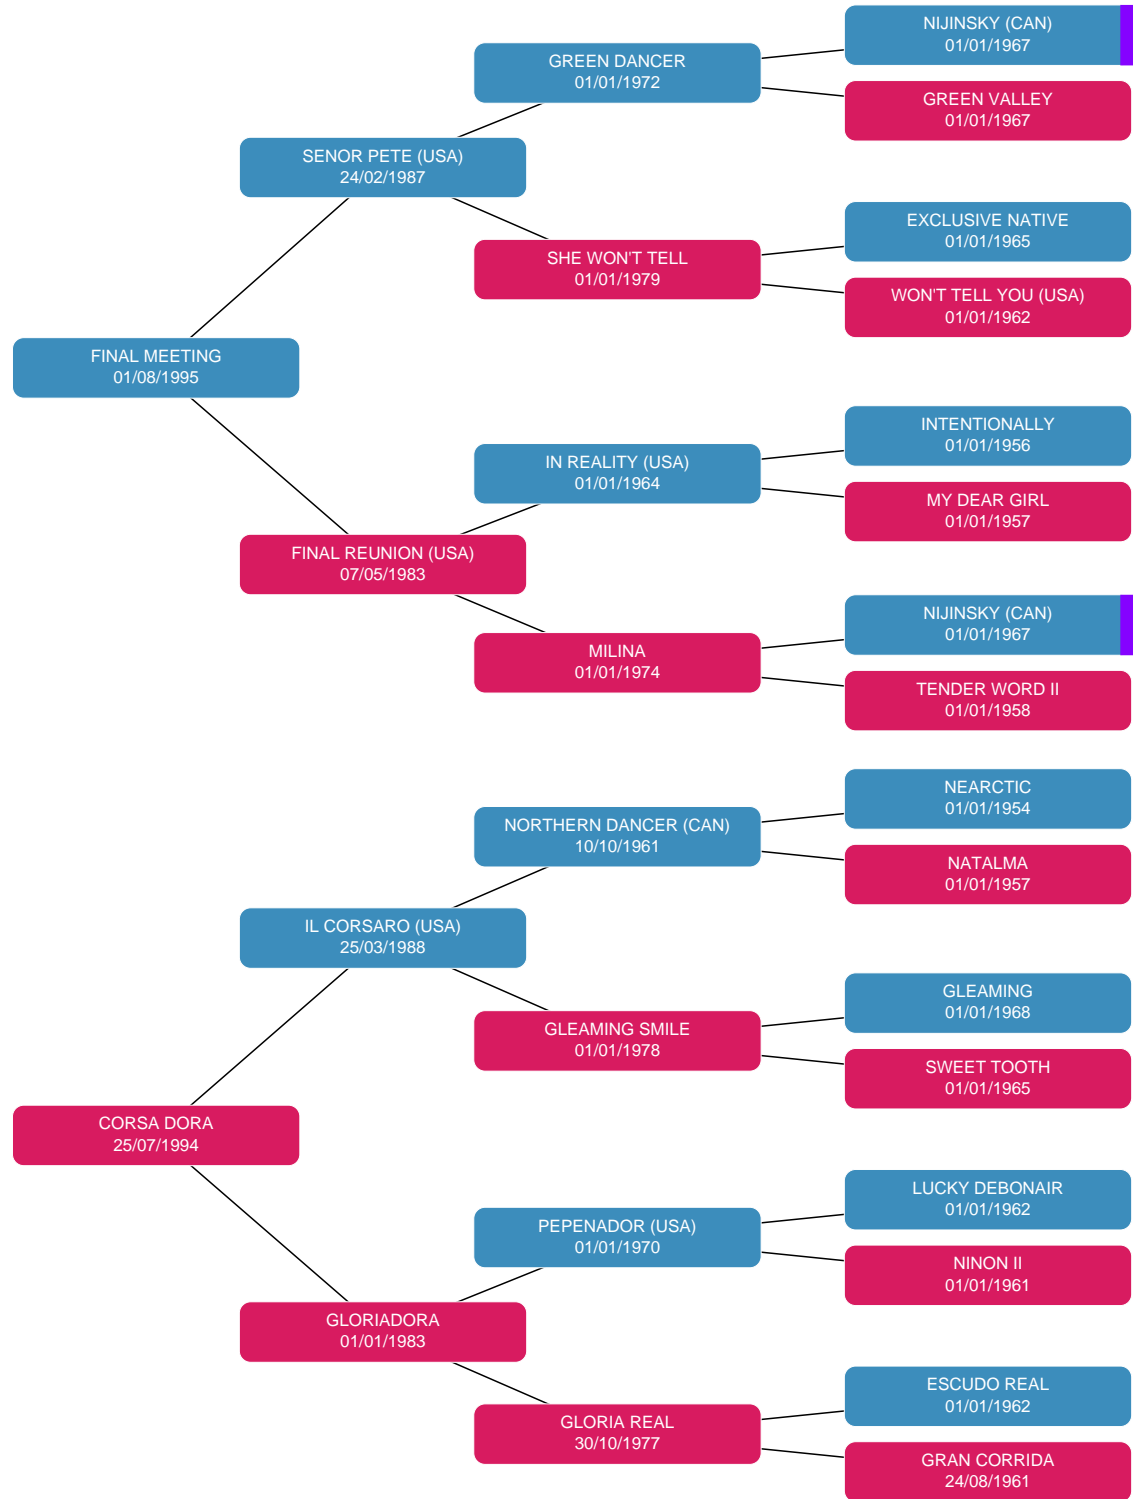 NIJINSKY (CAN)
01/01/1967
GREEN DANCER
01/01/1972
GREEN VALLEY
01/01/1967
SENOR PETE (USA)
24/02/1987
EXCLUSIVE NATIVE
01/01/1965
SHE WON'T TELL
01/01/1979
WON'T TELL YOU (USA)
01/01/1962
FINAL MEETING
01/08/1995
INTENTIONALLY
01/01/1956
IN REALITY (USA)
01/01/1964
MY DEAR GIRL
01/01/1957
FINAL REUNION (USA)
07/05/1983
NIJINSKY (CAN)
01/01/1967
MILINA
01/01/1974
TENDER WORD II
01/01/1958
NEARCTIC
01/01/1954
NORTHERN DANCER (CAN)
10/10/1961
NATALMA
01/01/1957
IL CORSARO (USA)
25/03/1988
GLEAMING
01/01/1968
GLEAMING SMILE
01/01/1978
SWEET TOOTH
01/01/1965
CORSA DORA
25/07/1994
LUCKY DEBONAIR
01/01/1962
PEPENADOR (USA)
01/01/1970
NINON II
01/01/1961
GLORIADORA
01/01/1983
ESCUDO REAL
01/01/1962
GLORIA REAL
30/10/1977
GRAN CORRIDA
24/08/1961